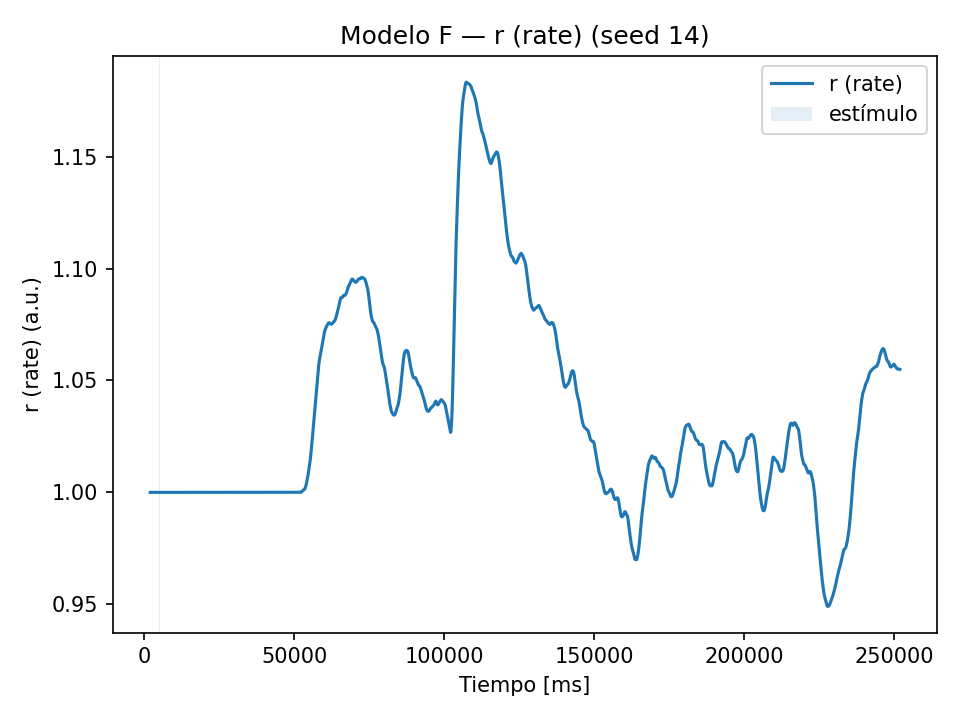 Modelo F — r (rate) (seed 14)
r (rate)
estímulo
r (rate) (a.u.)
1.15
1.10
1.05
1.00
0.95
0
50000
100000
150000
200000
250000
Tiempo [ms]